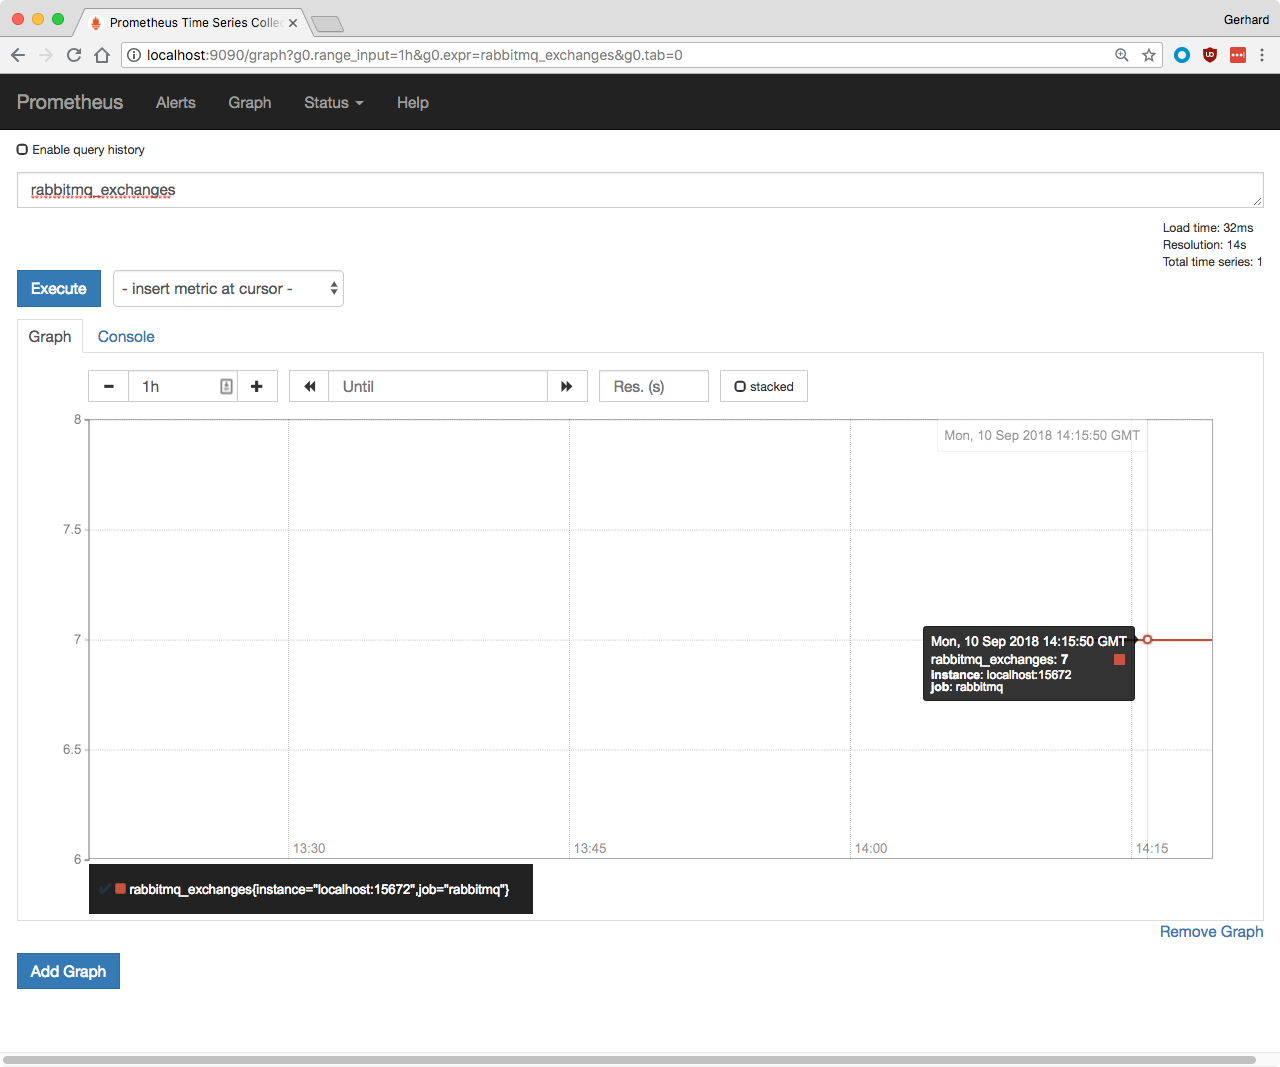 Prometheus Time Series Collec
Gerhard
localhost:9090/graph?g0.range_input=1h&g0.expr=rabbitmq_exchanges&g0.tab=0
Prometheus Alerts Graph Status Help
Enable query history
rabbitmq_exchanges
Load time: 32ms
Resolution: 14s
Total time series: 1
Execute - insert metric at cursor -
Graph Console
1h Until Res. (s) stacked
8
Mon, 10 Sep 2018 14:15:50 GMT
7.5
7
Mon, 10 Sep 2018 14:15:50 GMT
rabbitmq_exchanges: 7
instance: localhost:15672
job: rabbitmq
6.5
13:30 13:45 14:00 14:15
6
rabbitmq_exchanges{instance="localhost:15672",job="rabbitmq"}
Remove Graph
Add Graph